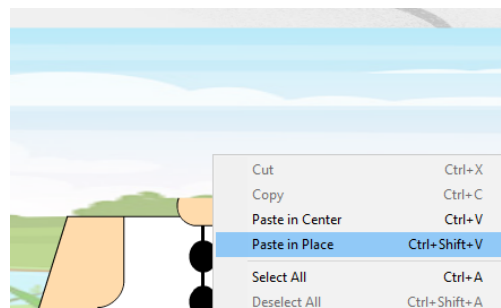 Cut Ctrl+X
Copy Ctrl+C
Paste in Center Ctrl+V
Paste in Place Ctrl+Shift+V
Select All Ctrl+A
Deselect All Ctrl+Shift+A